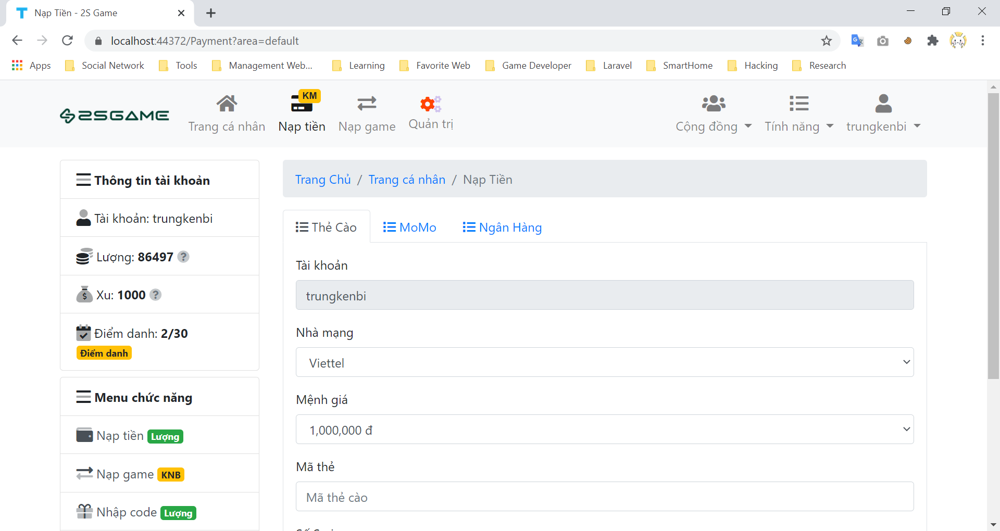 Nạp Tiền - 2S Game
localhost:44372/Payment?area=default
Apps
Social Network
Tools
Management Web...
Learning
Favorite Web
Game Developer
Laravel
SmartHome
Hacking
Research
2SGAME
Trang cá nhân
KM
Nạp tiền
Nạp game
Quản trị
Cộng đồng
Tính năng
trungkenbi
Thông tin tài khoản
Tài khoản: trungkenbi
Lượng: 86497 ?
$ Xu: 1000 ?
Điểm danh: 2/30
Điểm danh
Menu chức năng
Nạp tiền Lượng
Nạp game KNB
Nhập code Lượng
Trang Chủ / Trang cá nhân / Nạp Tiền
Thẻ Cào
MoMo
Ngân Hàng
Tài khoản
trungkenbi
Nhà mạng
Viettel
Mệnh giá
1,000,000 đ
Mã thẻ
Mã thẻ cào